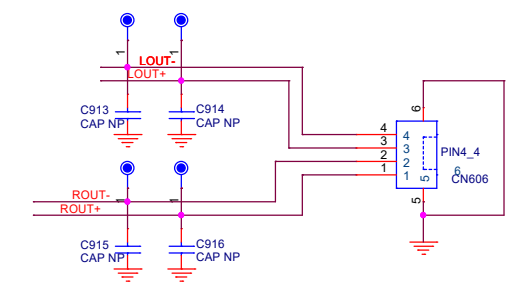 1
1
LOUT-
LOUT+
C913
CAP NP
C914
CAP NP
6
4
3
2
1
4
3
2
1
5
6
PIN4_4
CN606
5
1
1
ROUT-
ROUT+
C915
CAP NP
C916
CAP NP